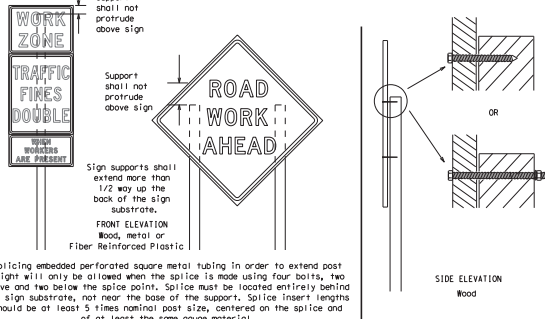 shall not
protrude
above sign
WORK
ZONE
TRAFFIC
FINES
DOUBLE
WHEN
WORKERS
ARE PRESENT
Support
shall not
protrude
above sign
ROAD
WORK
AHEAD
Sign supports shall
extend more than
1/2 way up the
back of the sign
substrate.
FRONT ELEVATION
Wood, metal or
Fiber Reinforced Plastic
OR
SIDE ELEVATION
Wood
plicing embedded perforated square metal tubing in order to extend post
ight will only be allowed when the splice is made using four bolts, two
ve and two below the spice point. Splice must be located entirely behind
sign substrate, not near the base of the support. Splice insert lengths
ould be at least 5 times nominal post size, centered on the splice and
of at least the same gauge material